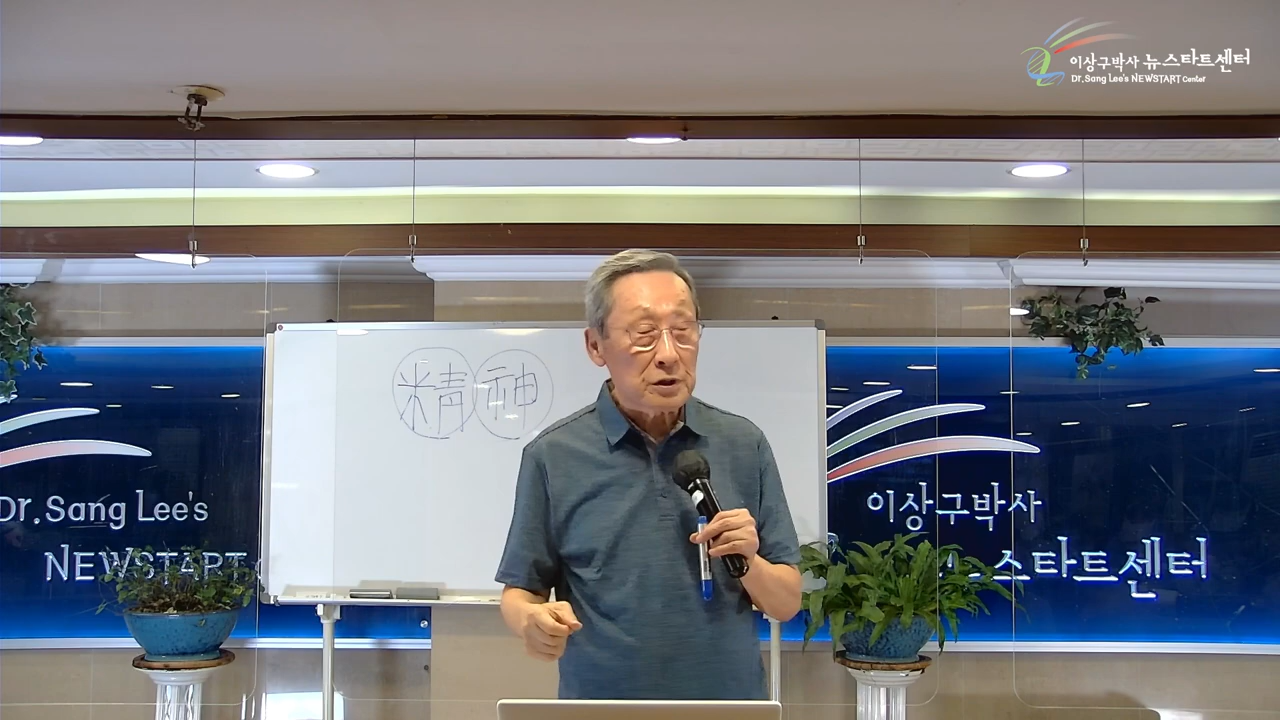 이상구박사 뉴스타트센터
Dr. Sang Lee's NEWSTART Center
精神
Dr. Sang Lee's
NEWSTART
이상구박사
스타트센터